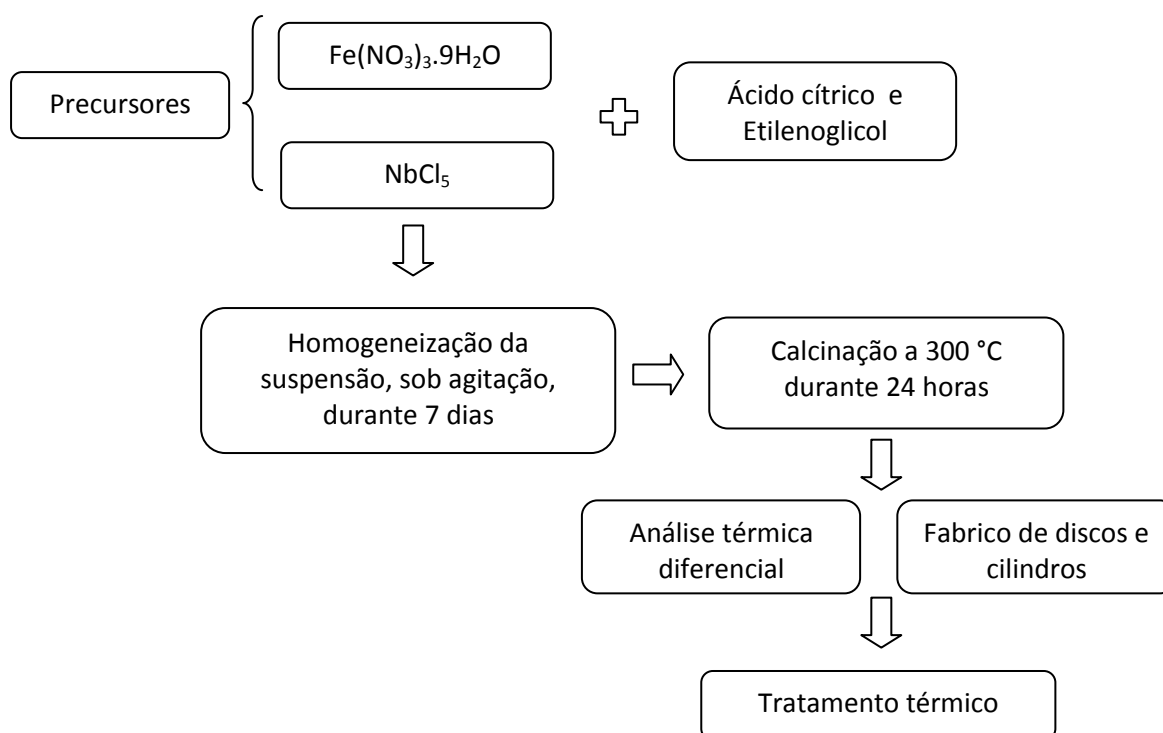 Precursores
Fe(NO₃)₃.9H₂O
NbCl₅
Ácido cítrico e
Etilenoglicol
Homogeneização da
suspensão, sob agitação,
durante 7 dias
Calcinação a 300 °C
durante 24 horas
Análise térmica
diferencial
Fabrico de discos e
cilindros
Tratamento térmico